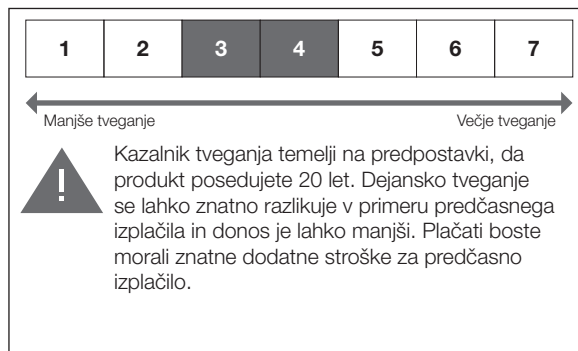 1 2 3 4 5 6 7
Manjše tveganje Večje tveganje
!
Kazalnik tveganja temelji na predpostavki, da
produkt posedujete 20 let. Dejansko tveganje
se lahko znatno razlikuje v primeru predčasnega
izplačila in donos je lahko manjši. Plačati boste
morali znatne dodatne stroške za predčasno
izplačilo.